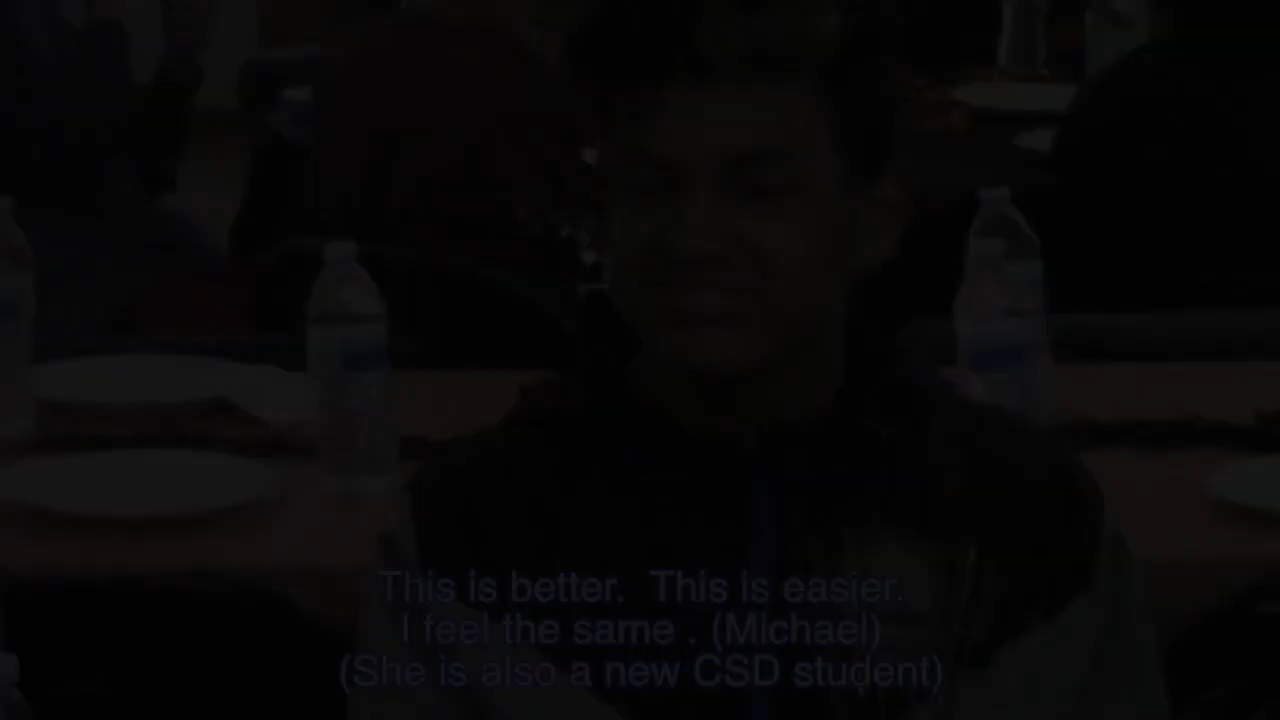 This is better.  This is easier.
I feel the same . (MIchael)
(She is also a new CSD student)